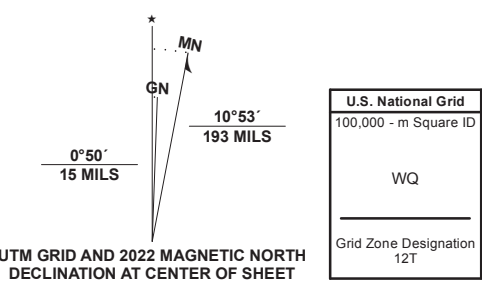 ★
MN
GN
10°53´
193 MILS
0°50´
15 MILS
UTM GRID AND 2022 MAGNETIC NORTH
DECLINATION AT CENTER OF SHEET
U.S. National Grid
100,000 - m Square ID
WQ
Grid Zone Designation
12T